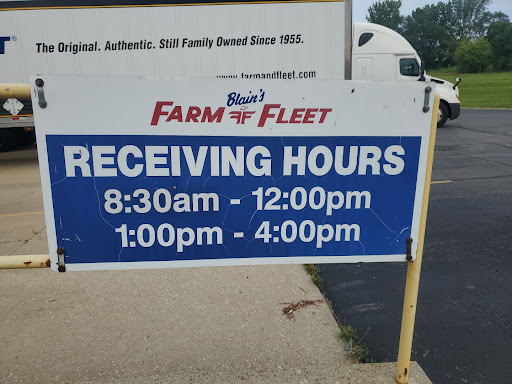 The Original. Authentic. Still Family Owned Since 1955.
www.farmandfleet.com
Blain's
FARM FF FLEET
RECEIVING HOURS
8:30am - 12:00pm
1:00pm - 4:00pm